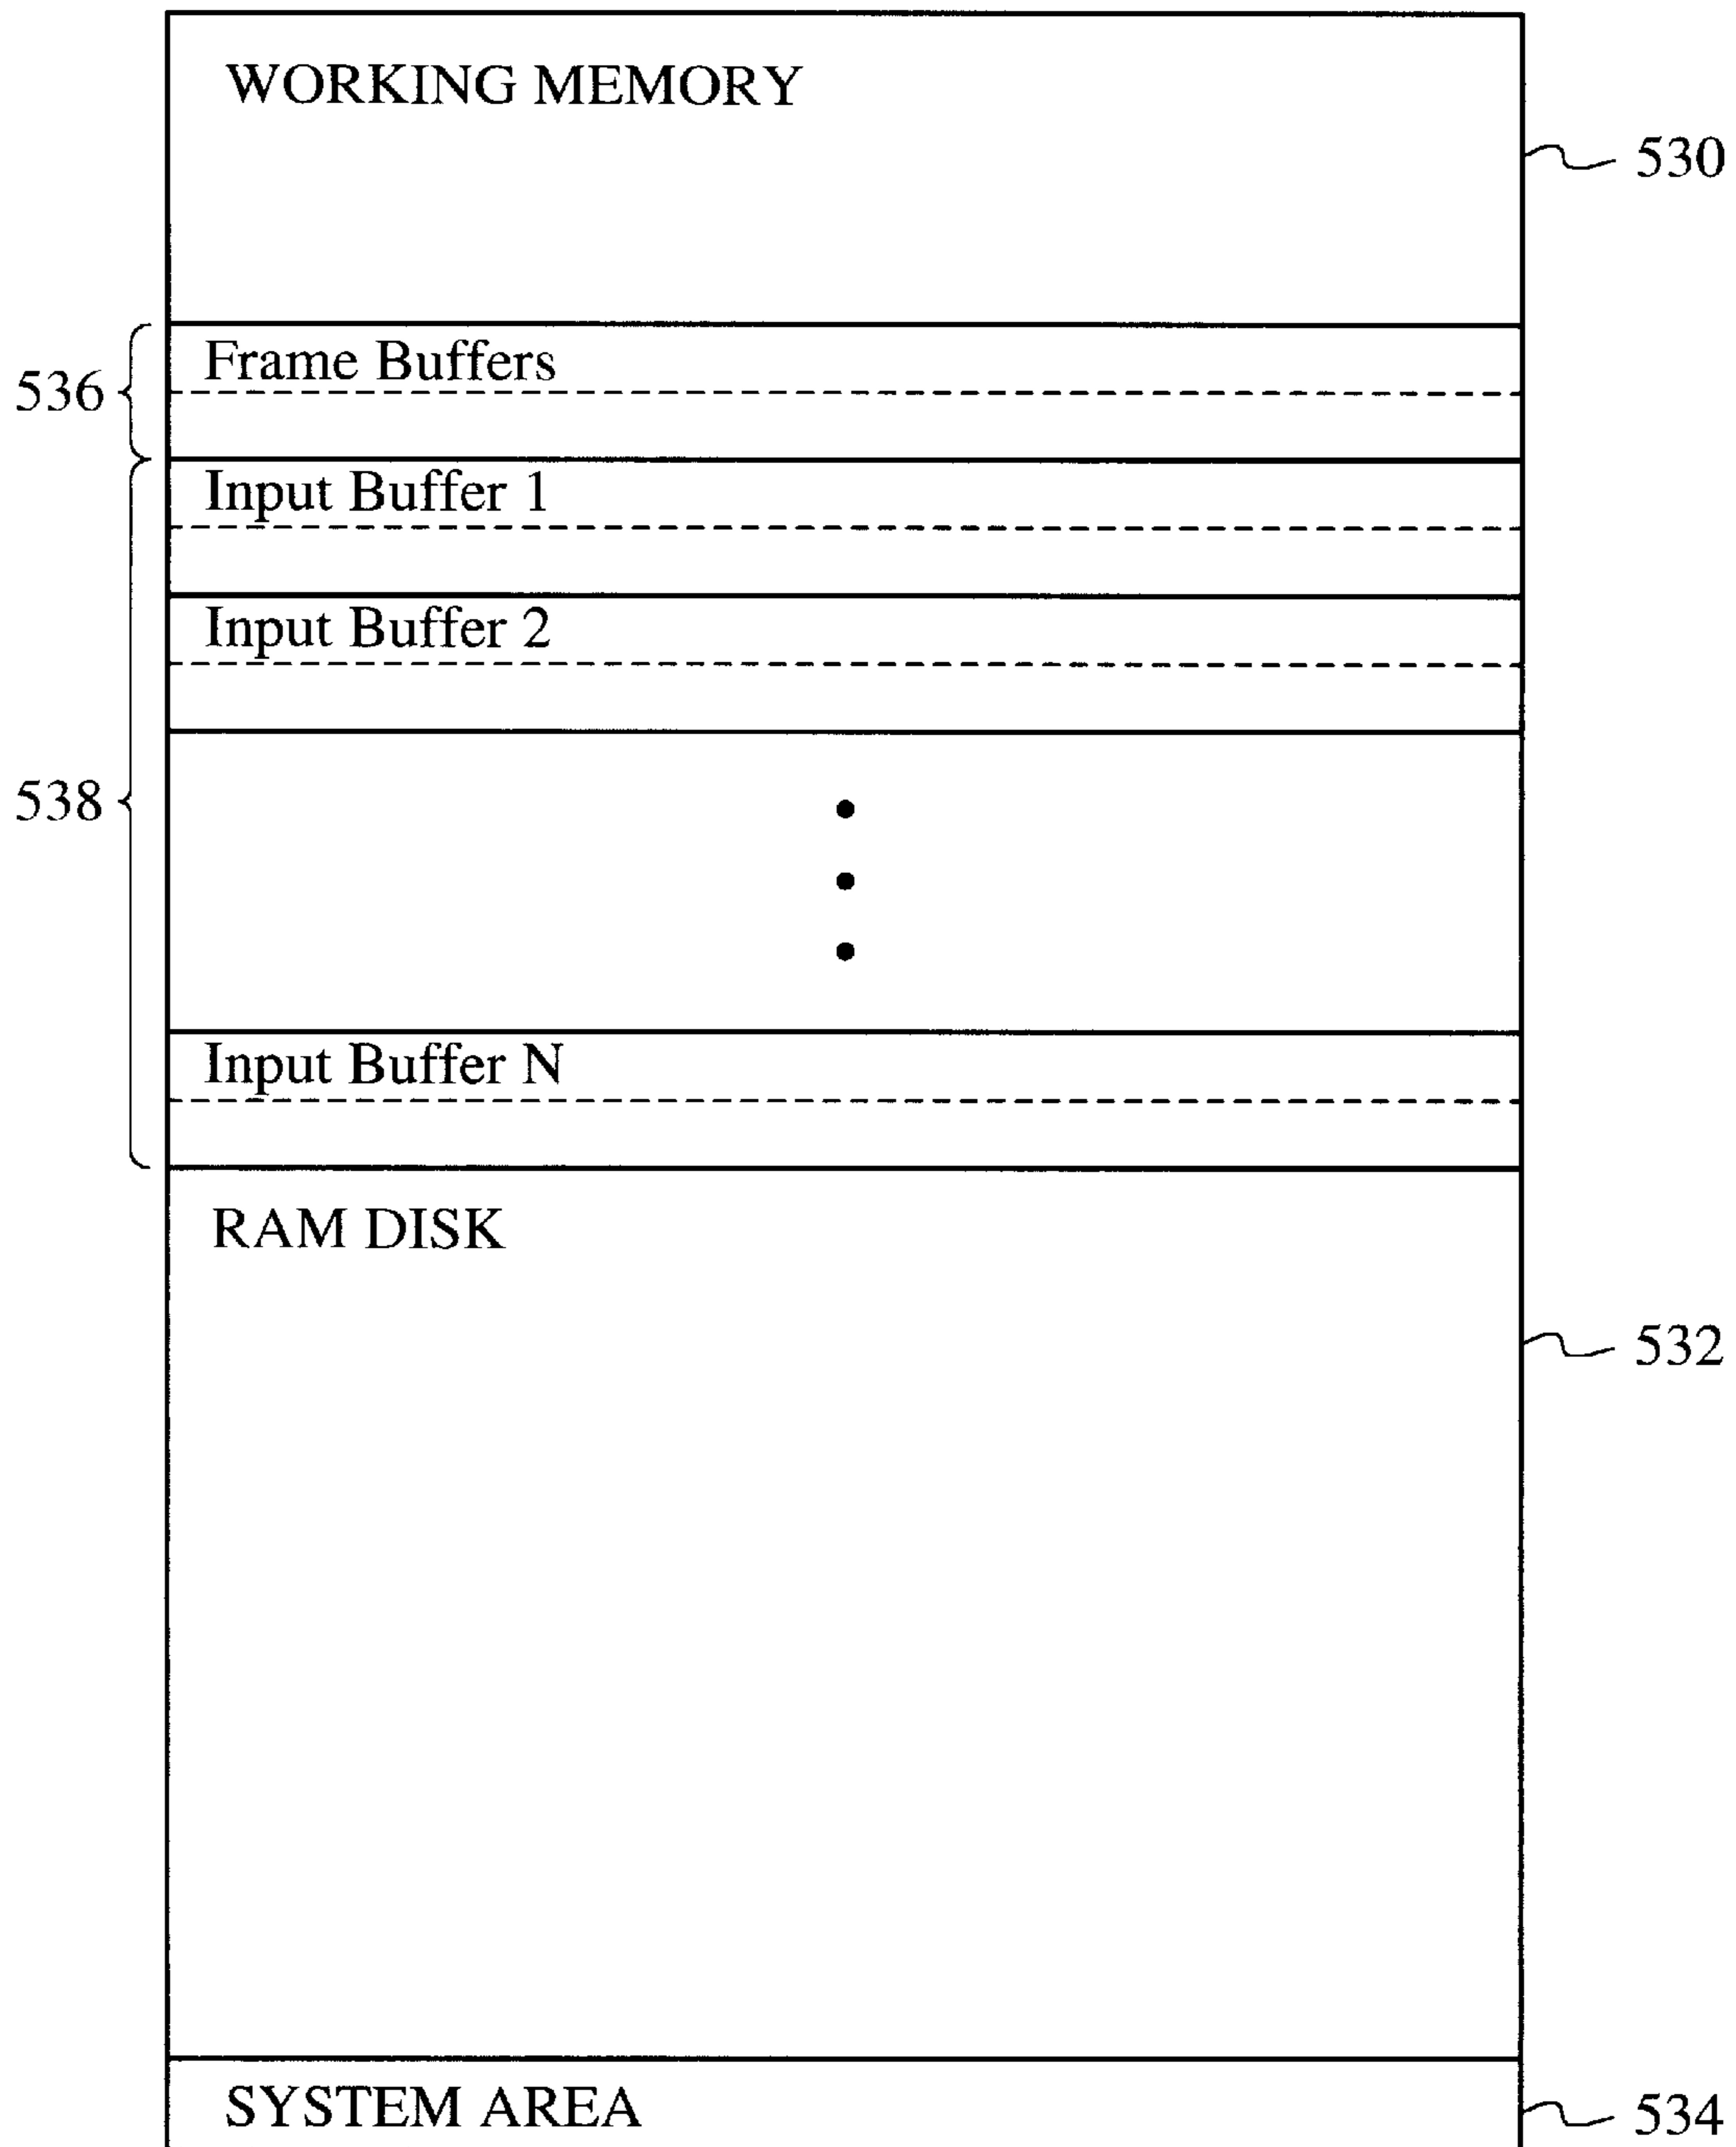 WORKING MEMORY
530
Frame Buffers
536
Input Buffer 1
Input Buffer 2
538
Input Buffer N
RAM DISK
532
SYSTEM AREA
534